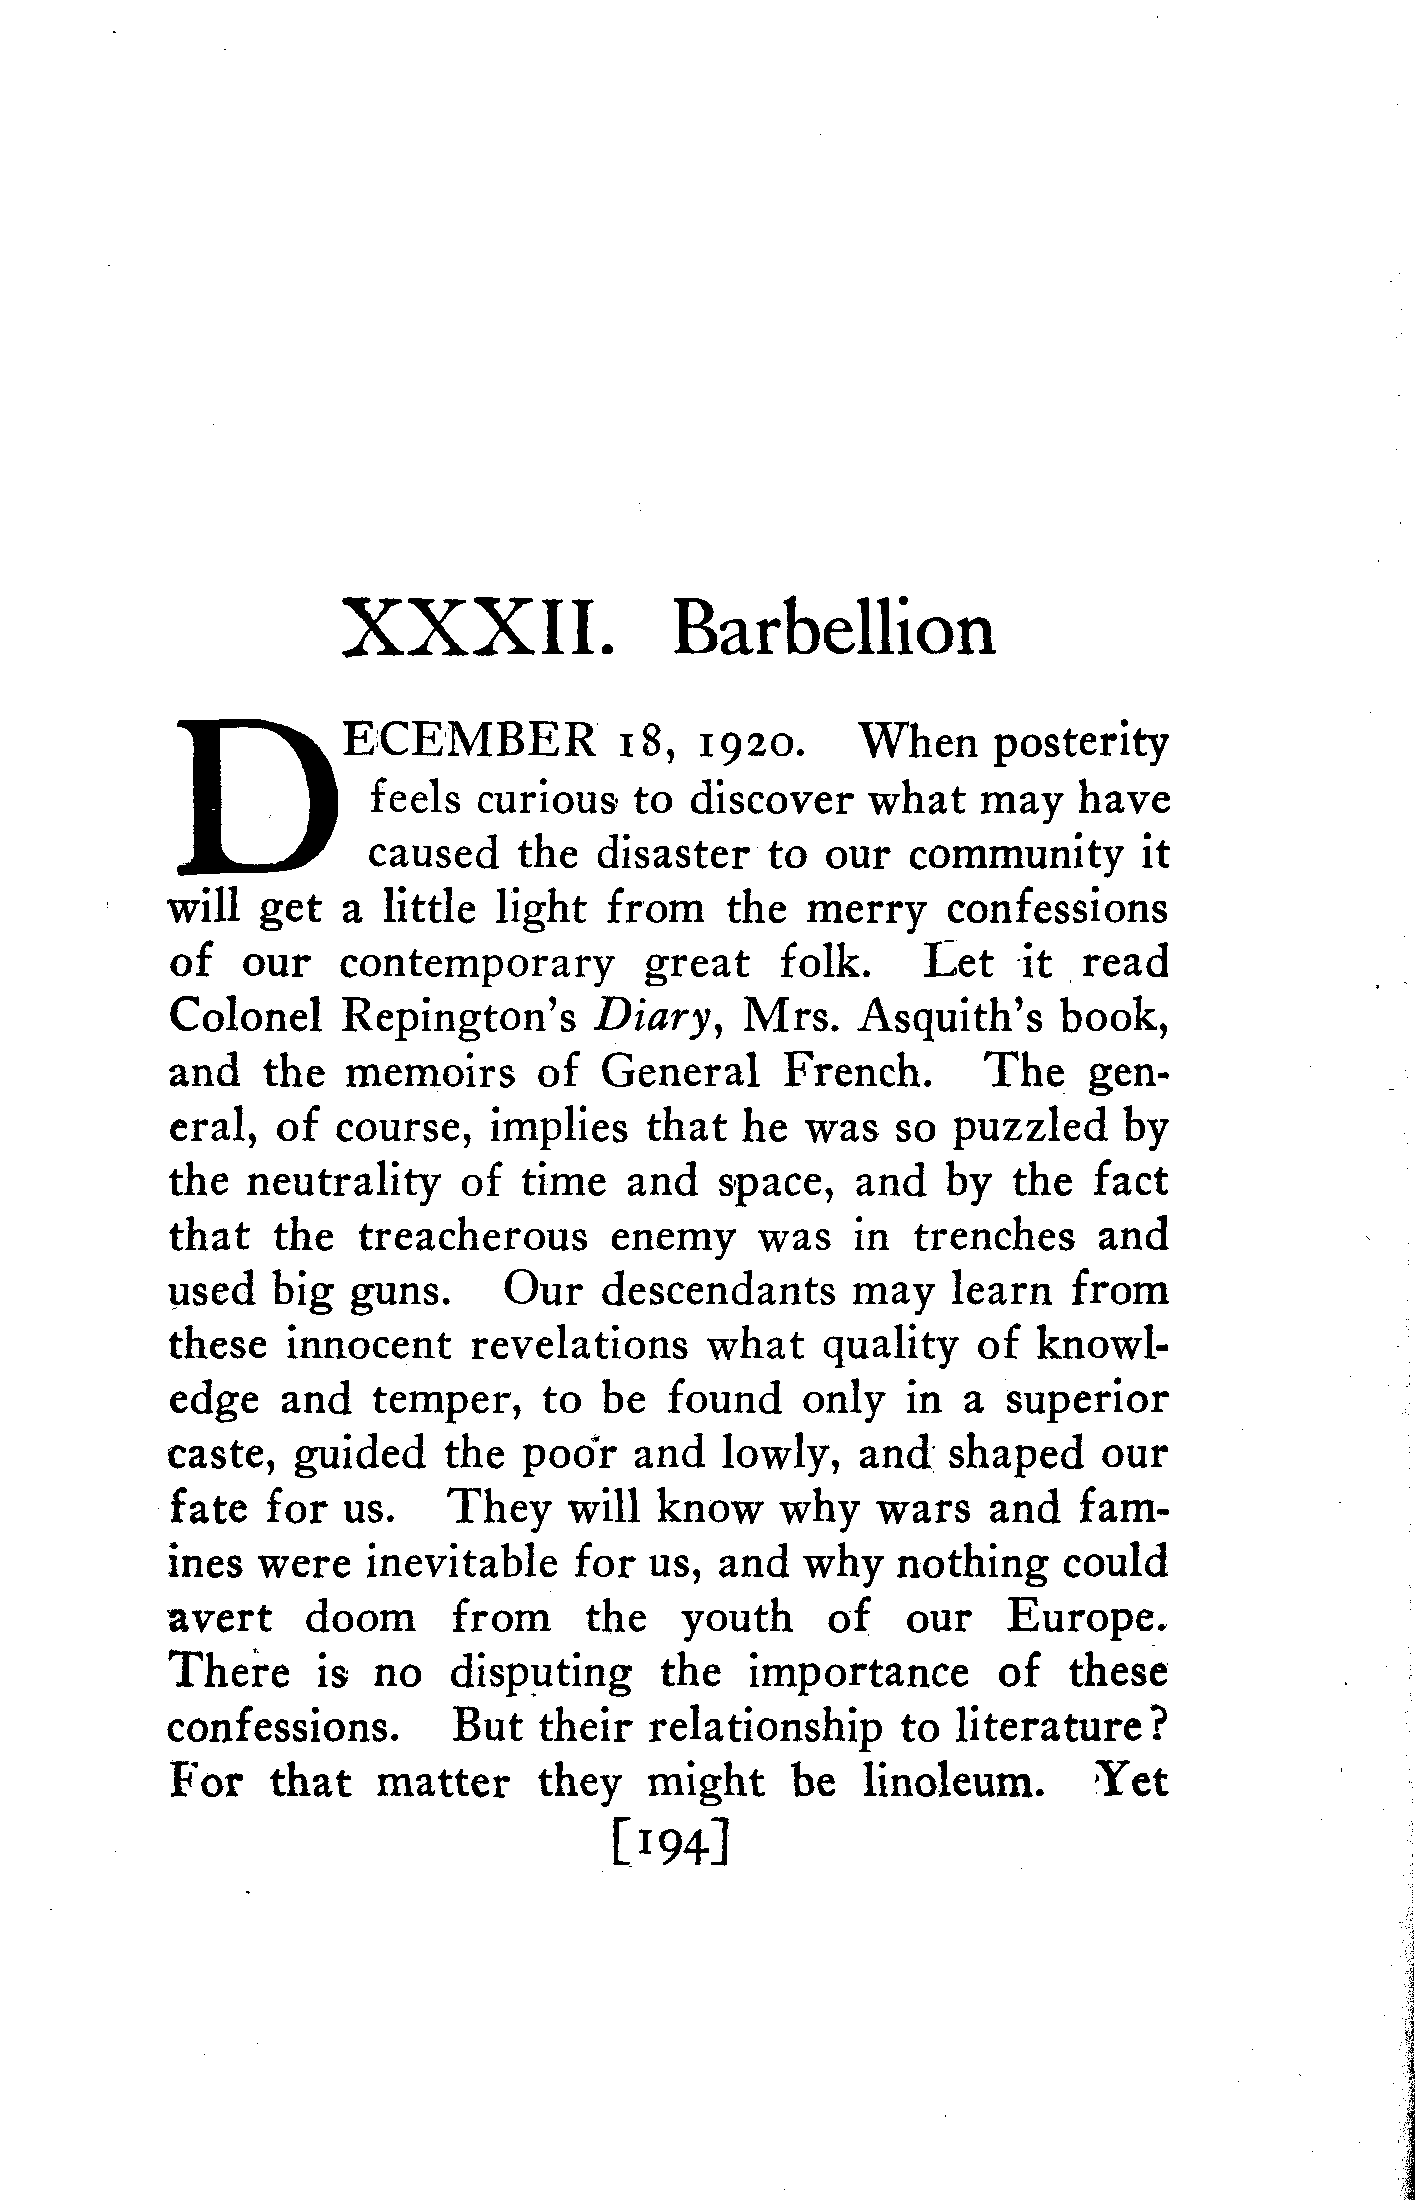 XXXII. Barbellion
DECEMBER 18, 1920. When posterity
feels curious to discover what may have
caused the disaster to our community it
will get a little light from the merry confessions
of our contemporary great folk. Let it read
Colonel Repington's Diary, Mrs. Asquith's book,
and the memoirs of General French. The gen-
eral, of course, implies that he was so puzzled by
the neutrality of time and space, and by the fact
that the treacherous enemy was in trenches and
used big guns. Our descendants may learn from
these innocent revelations what quality of knowl-
edge and temper, to be found only in a superior
caste, guided the poor and lowly, and shaped our
fate for us. They will know why wars and fam-
ines were inevitable for us, and why nothing could
avert doom from the youth of our Europe.
There is no disputing the importance of these
confessions. But their relationship to literature?
For that matter they might be linoleum. Yet
[194]